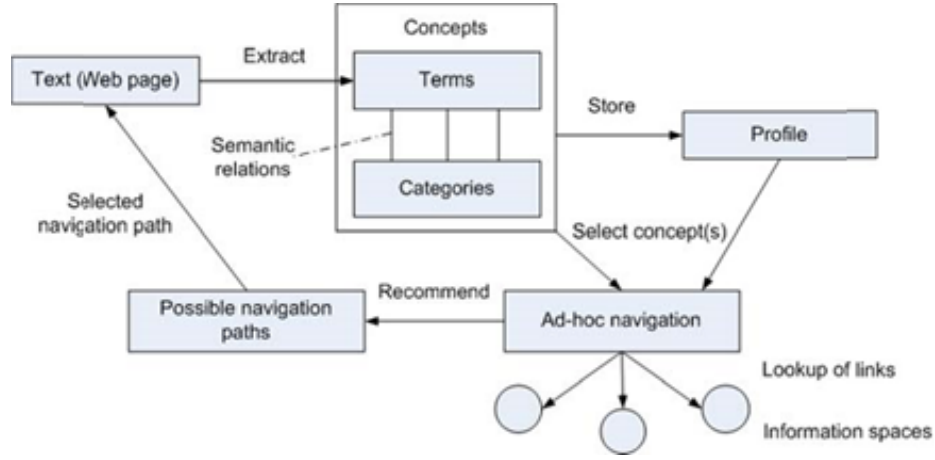 Concepts
Extract
Text (Web page)
Terms
Store
Profile
Semantic
relations
Categories
Selected
navigation path
Select concept(s)
Recommend
Possible navigation
paths
Ad-hoc navigation
Lookup of links
Information spaces